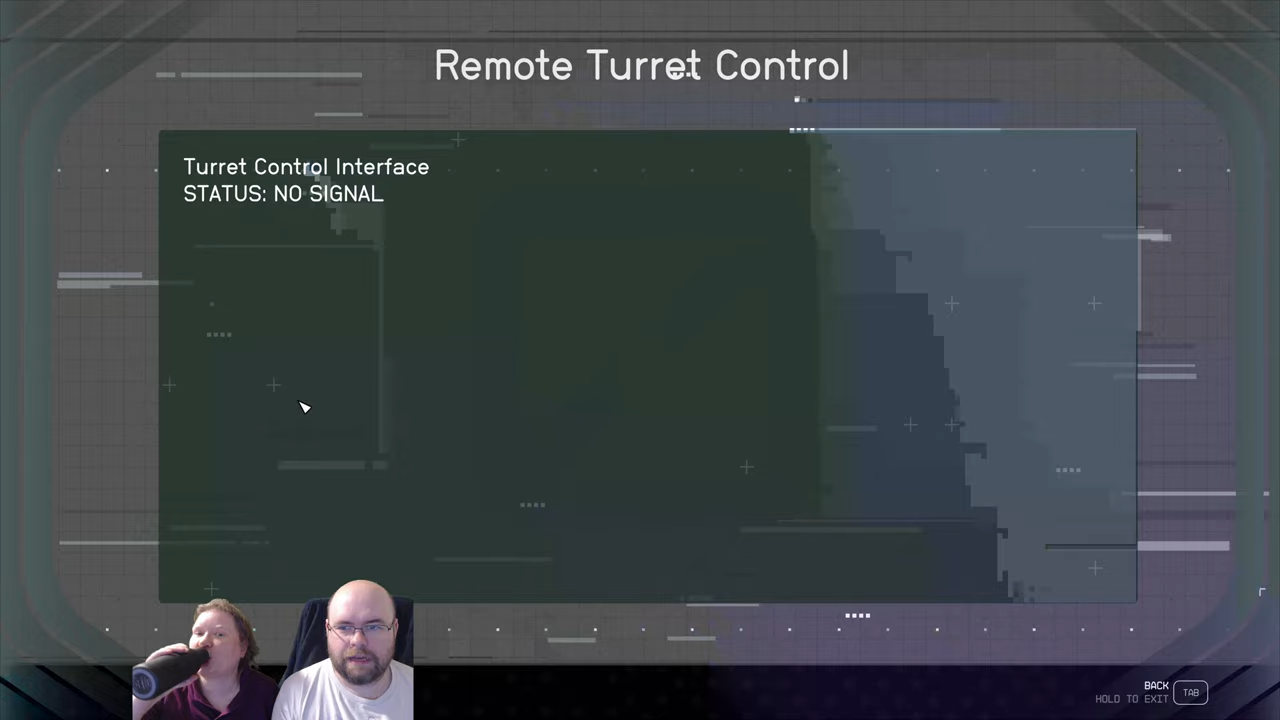 Remote Turret Control
Turret Control Interface
STATUS: NO SIGNAL
BACK
HOLD TO EXIT
TAB